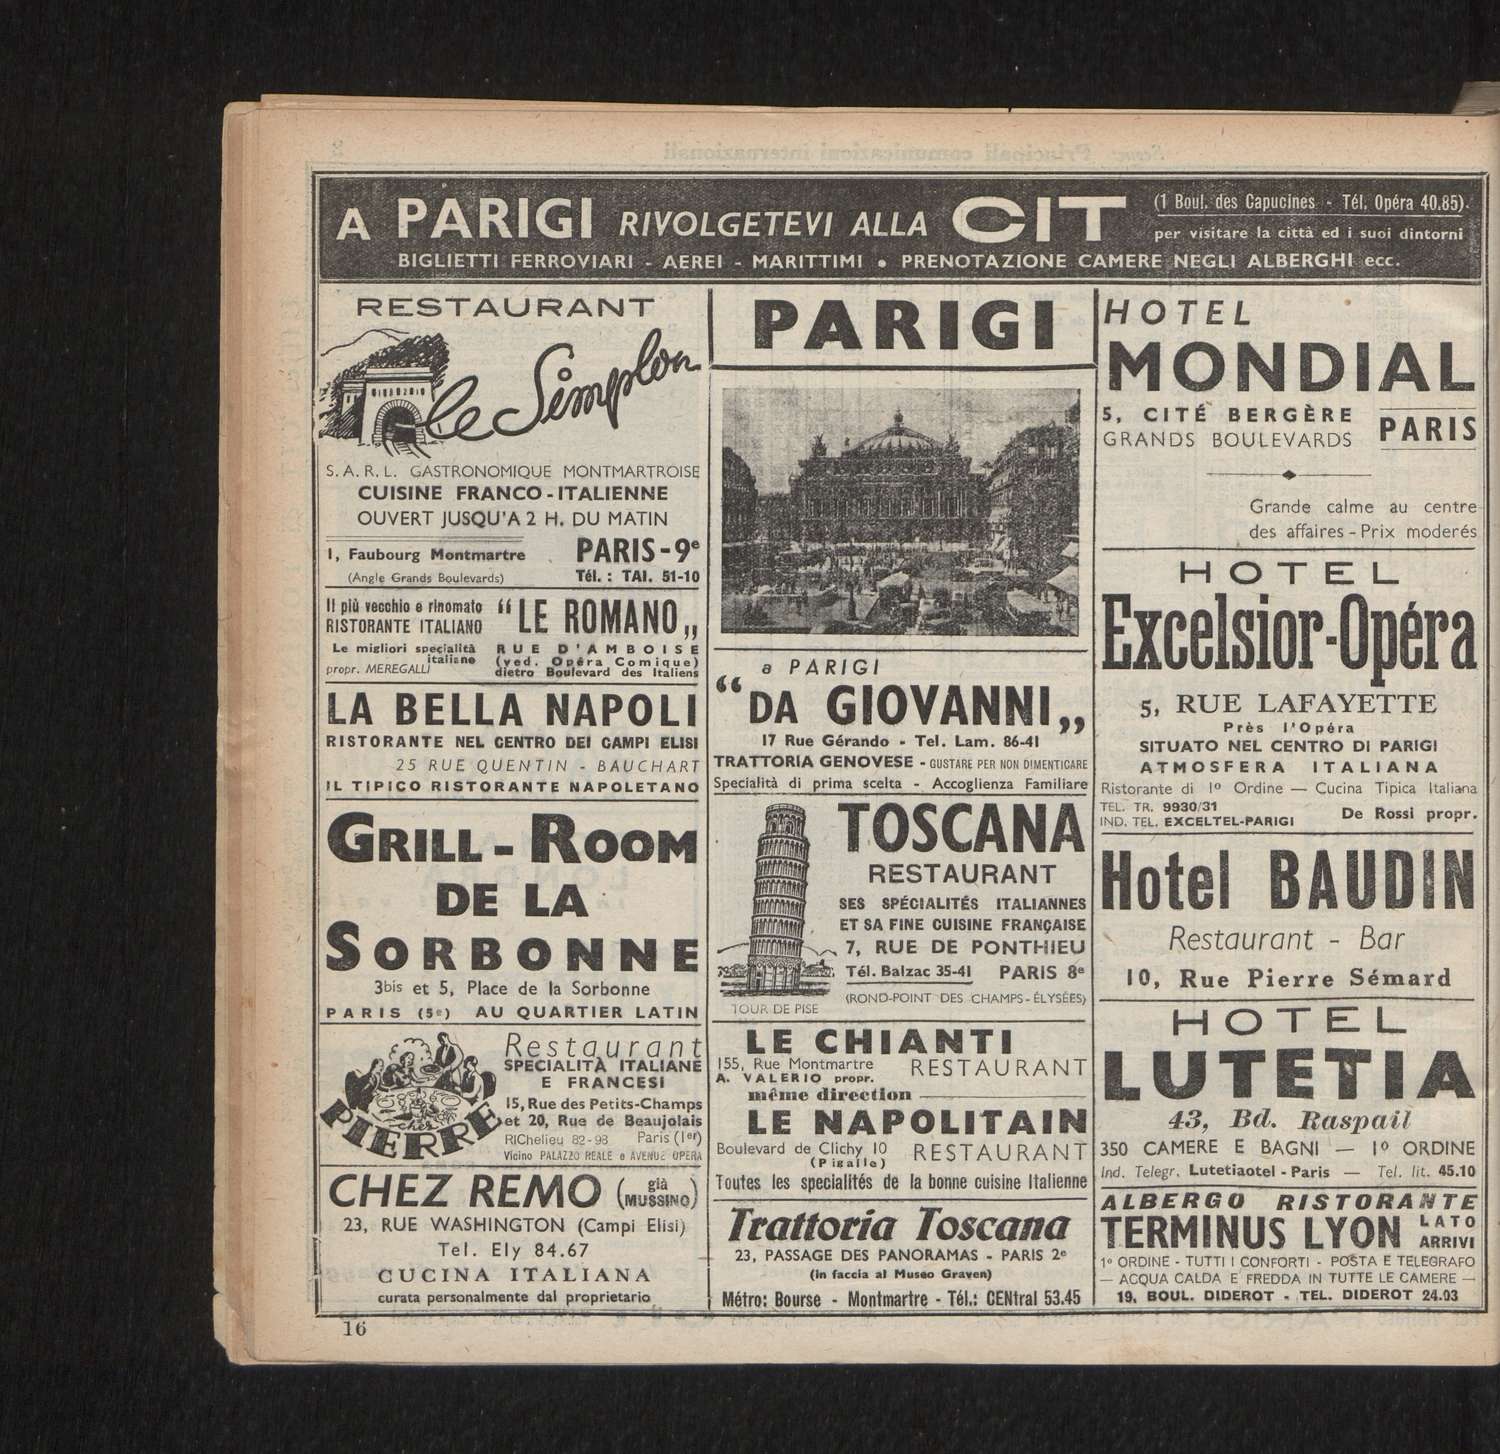 A PARIGI RIVOLGETEVI ALLA CIT (1 Boul. des Capucines - Tél. Opéra 40.85).
per visitare la città ed i suoi dintorni
BIGLIETTI FERROVIARI - AEREI - MARITTIMI • PRENOTAZIONE CAMERE NEGLI ALBERGHI ecc.
RESTAURANT
le Simplon
S.A.R.L. GASTRONOMIQUE MONTMARTROISE
CUISINE FRANCO-ITALIENNE
OUVERT JUSQU'A 2 H. DU MATIN
1, Faubourg Montmartre
(Angle Grands Boulevards)
PARIS-9e
Tél. : TAI. 51-10
Il più vecchio e rinomato
RISTORANTE ITALIANO
"LE ROMANO„
Le migliori specialità
italiane
propr. MEREGALLI
RUE D'AMBOISE
(ved. Opéra Comique)
dietro Boulevard des Italiens
LA BELLA NAPOLI
RISTORANTE NEL CENTRO DEI CAMPI ELISI
25 RUE QUENTIN - BAUCHART
IL TIPICO RISTORANTE NAPOLETANO
GRILL-ROOM
DE LA
SORBONNE
3bis et 5, Place de la Sorbonne
PARIS (5e) AU QUARTIER LATIN
chez
PIERRE
Restaurant
SPECIALITÀ ITALIANE
E FRANCESI
15, Rue des Petits-Champs
et 20, Rue de Beaujolais
RIChelieu 82-98 Paris (1er)
Vicino PALAZZO REALE e AVENUE OPERA
CHEZ REMO (già MUSSINO)
23, RUE WASHINGTON (Campi Elisi)
Tel. Ely 84.67
CUCINA ITALIANA
curata personalmente dal proprietario
16
PARIGI
a PARIGI
"DA GIOVANNI„
17 Rue Gérando - Tel. Lam. 86-41
TRATTORIA GENOVESE - GUSTARE PER NON DIMENTICARE
Specialità di prima scelta - Accoglienza Familiare
TOUR DE PISE
TOSCANA
RESTAURANT
SES SPÉCIALITÉS ITALIANNES
ET SA FINE CUISINE FRANÇAISE
7, RUE DE PONTHIEU
Tél. Balzac 35-41 PARIS 8e
(ROND-POINT DES CHAMPS-ÉLYSÉES)
LE CHIANTI
155, Rue Montmartre
A. VALERIO propr.
RESTAURANT
même direction
LE NAPOLITAIN
Boulevard de Clichy 10
(Pigalle)
RESTAURANT
Toutes les specialités de la bonne cuisine Italienne
Trattoria Toscana
23, PASSAGE DES PANORAMAS - PARIS 2e
(in faccia al Museo Graven)
Métro: Bourse - Montmartre - Tél.: CENtral 53.45
HOTEL
MONDIAL
5, CITÉ BERGÈRE
GRANDS BOULEVARDS
PARIS
Grande calme au centre
des affaires - Prix moderés
HOTEL
Excelsior-Opéra
5, RUE LAFAYETTE
Près l'Opéra
SITUATO NEL CENTRO DI PARIGI
ATMOSFERA ITALIANA
Ristorante di 1º Ordine — Cucina Tipica Italiana
TEL. TR. 9930/31
IND. TEL. EXCELTEL-PARIGI
De Rossi propr.
Hotel BAUDIN
Restaurant - Bar
10, Rue Pierre Sémard
HOTEL
LUTETIA
43, Bd. Raspail
350 CAMERE E BAGNI — 1º ORDINE
Ind. Telegr. Lutetiaotel - Paris — Tel. lit. 45.10
ALBERGO RISTORANTE
TERMINUS LYON LATO ARRIVI
1º ORDINE - TUTTI I CONFORTI - POSTA E TELEGRAFO
— ACQUA CALDA E FREDDA IN TUTTE LE CAMERE —
19, BOUL. DIDEROT - TEL. DIDEROT 24.03